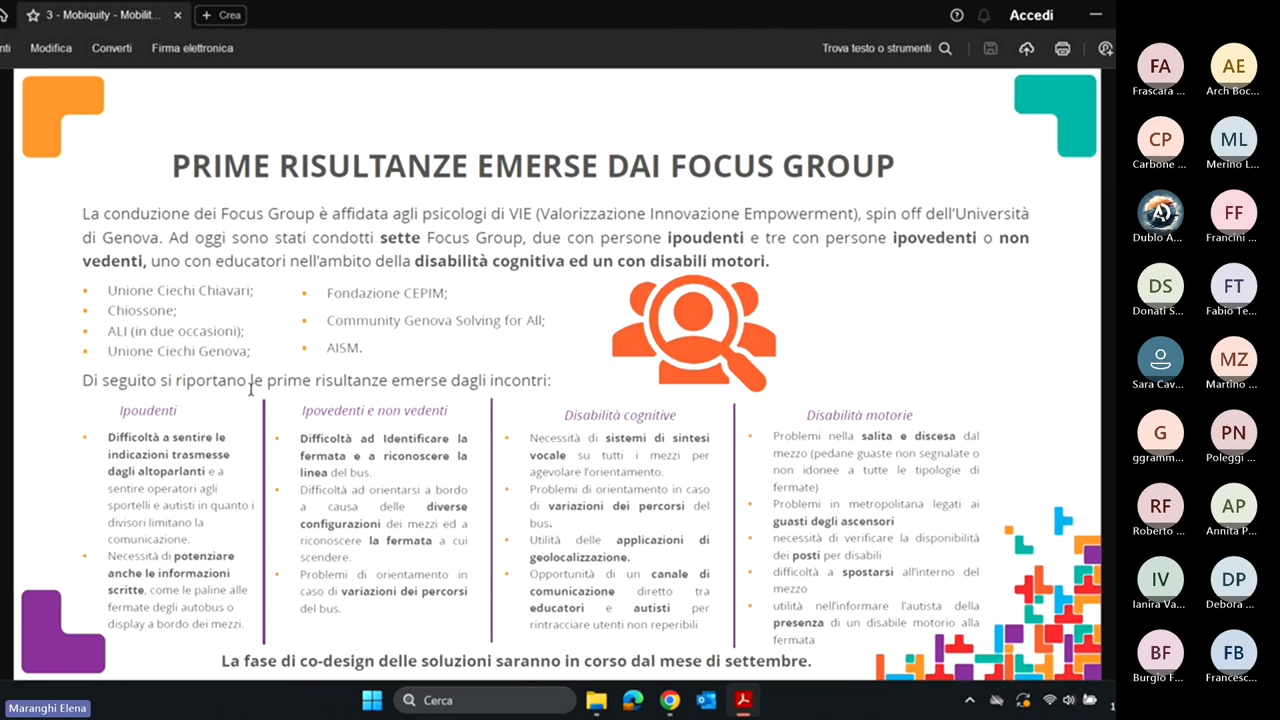 3 - Mobiquity - Mobilit...
Crea
Accedi
Modifica
Converti
Firma elettronica
Trova testo o strumenti
PRIME RISULTANZE EMERSE DAI FOCUS GROUP
La conduzione dei Focus Group è affidata agli psicologi di VIE (Valorizzazione Innovazione Empowerment), spin off dell'Università
di Genova. Ad oggi sono stati condotti sette Focus Group, due con persone ipoudenti e tre con persone ipovedenti o non
vedenti, uno con educatori nell'ambito della disabilità cognitiva ed un con disabili motori.
• Unione Ciechi Chiavari;
• Chiossone;
• ALI (in due occasioni);
• Unione Ciechi Genova;
• Fondazione CEPIM;
• Community Genova Solving for All;
• AISM.
Di seguito si riportano le prime risultanze emerse dagli incontri:
Ipoudenti
• Difficoltà a sentire le
indicazioni trasmesse
dagli altoparlanti e a
sentire operatori agli
sportelli e autisti in quanto i
divisori limitano la
comunicazione.
• Necessità di potenziare
anche le informazioni
scritte, come le paline alle
fermate degli autobus o
display a bordo dei mezzi.
Ipovedenti e non vedenti
• Difficoltà ad Identificare la
fermata e a riconoscere la
linea del bus.
• Difficoltà ad orientarsi a bordo
a causa delle diverse
configurazioni dei mezzi ed a
riconoscere la fermata a cui
scendere.
• Problemi di orientamento in
caso di variazioni dei percorsi
del bus.
Disabilità cognitive
• Necessità di sistemi di sintesi
vocale su tutti i mezzi per
agevolare l'orientamento.
• Problemi di orientamento in caso
di variazioni dei percorsi del
bus.
• Utilità delle applicazioni di
geolocalizzazione.
• Opportunità di un canale di
comunicazione diretto tra
educatori e autisti per
rintracciare utenti non reperibili
Disabilità motorie
• Problemi nella salita e discesa dal
mezzo (pedane guaste non segnalate o
non idonee a tutte le tipologie di
fermate)
• Problemi in metropolitana legati ai
guasti degli ascensori
• necessità di verificare la disponibilità
dei posti per disabili
• difficoltà a spostarsi all'interno del
mezzo
• utilità nell'informare l'autista della
presenza di un disabile motorio alla
fermata
La fase di co-design delle soluzioni saranno in corso dal mese di settembre.
Maranghi Elena
Cerca
FA
Frascara ...
AE
Arch Boc...
CP
Carbone ...
ML
Merino L...
Dublo A...
FF
Francini ...
DS
Donati S...
FT
Fabio Te...
Sara Cav...
MZ
Martino ...
G
ggramm...
PN
Poleggi ...
RF
Roberto ...
AP
Annita P...
IV
Ianira Va...
DP
Debora ...
BF
Burgio F...
FB
Francesc...